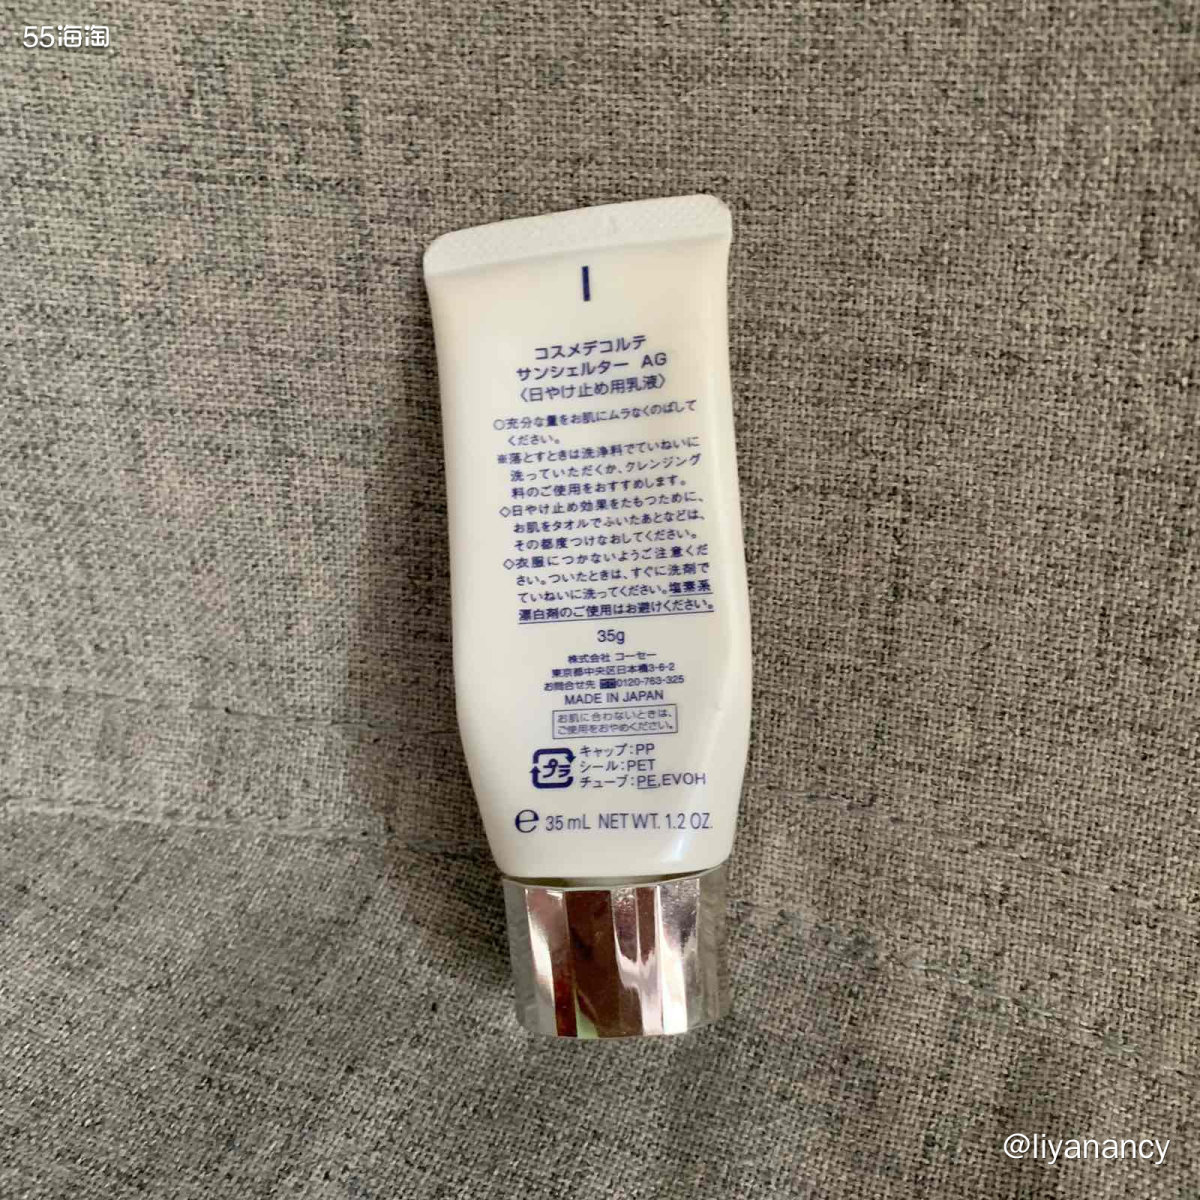 55海淘
コスメデコルテ
サンシェルター AG
〈日やけ止め用乳液〉
○充分な量をお肌にムラなくのばして
ください。
※落とすときは洗浄料でていねいに
洗っていただくか、クレンジング
料のご使用をおすすめします。
◇日やけ止め効果をたもつために、
お肌をタオルでふいたあとなどは、
その都度つけなおしてください。
◇衣服につかないようご注意くだ
さい。ついたときは、すぐに洗剤で
ていねいに洗ってください。塩素系
漂白剤のご使用はお避けください。
35g
株式会社 コーセー
東京都中央区日本橋3-6-2
お問合せ先 0120-763-325
MADE IN JAPAN
お肌に合わないときは、
ご使用をおやめください。
プラ
キャップ:PP
シール:PET
チューブ:PE,EVOH
e 35 mL NET WT. 1.2 OZ.
@liyanancy